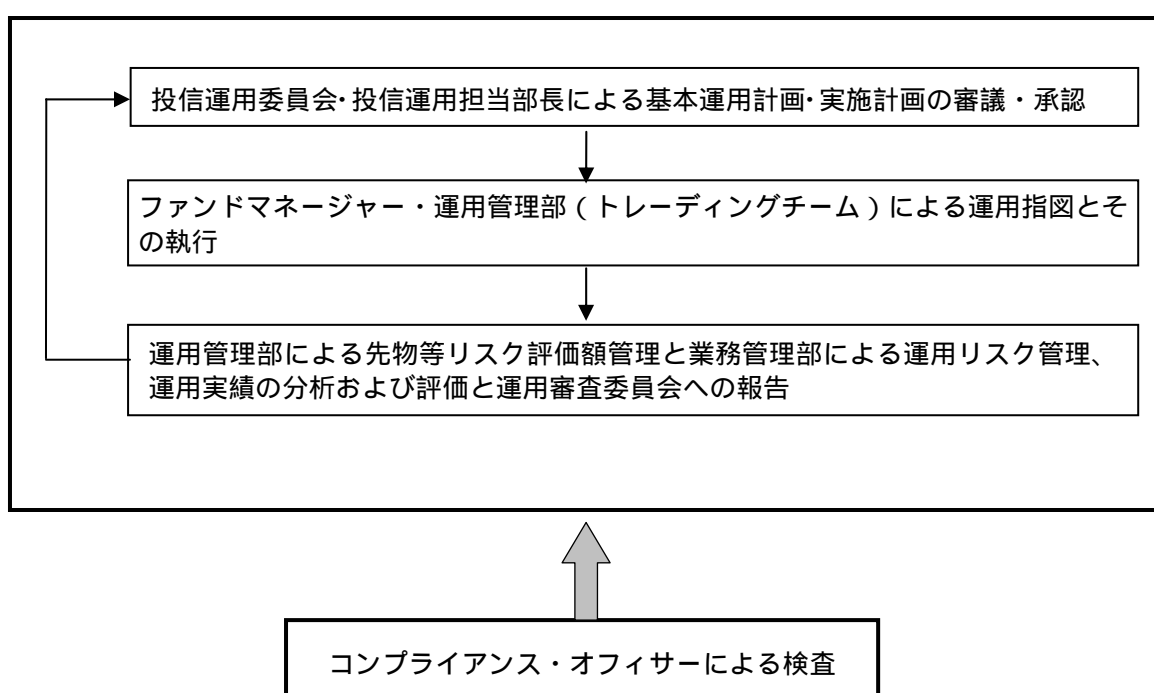 投信運用委員会・投信運用担当部長による基本運用計画・実施計画の審議・承認
ファンドマネージャー・運用管理部（トレーディングチーム）による運用指図とそ
の執行
運用管理部による先物等リスク評価額管理と業務管理部による運用リスク管理、
運用実績の分析および評価と運用審査委員会への報告
コンプライアンス・オフィサーによる検査